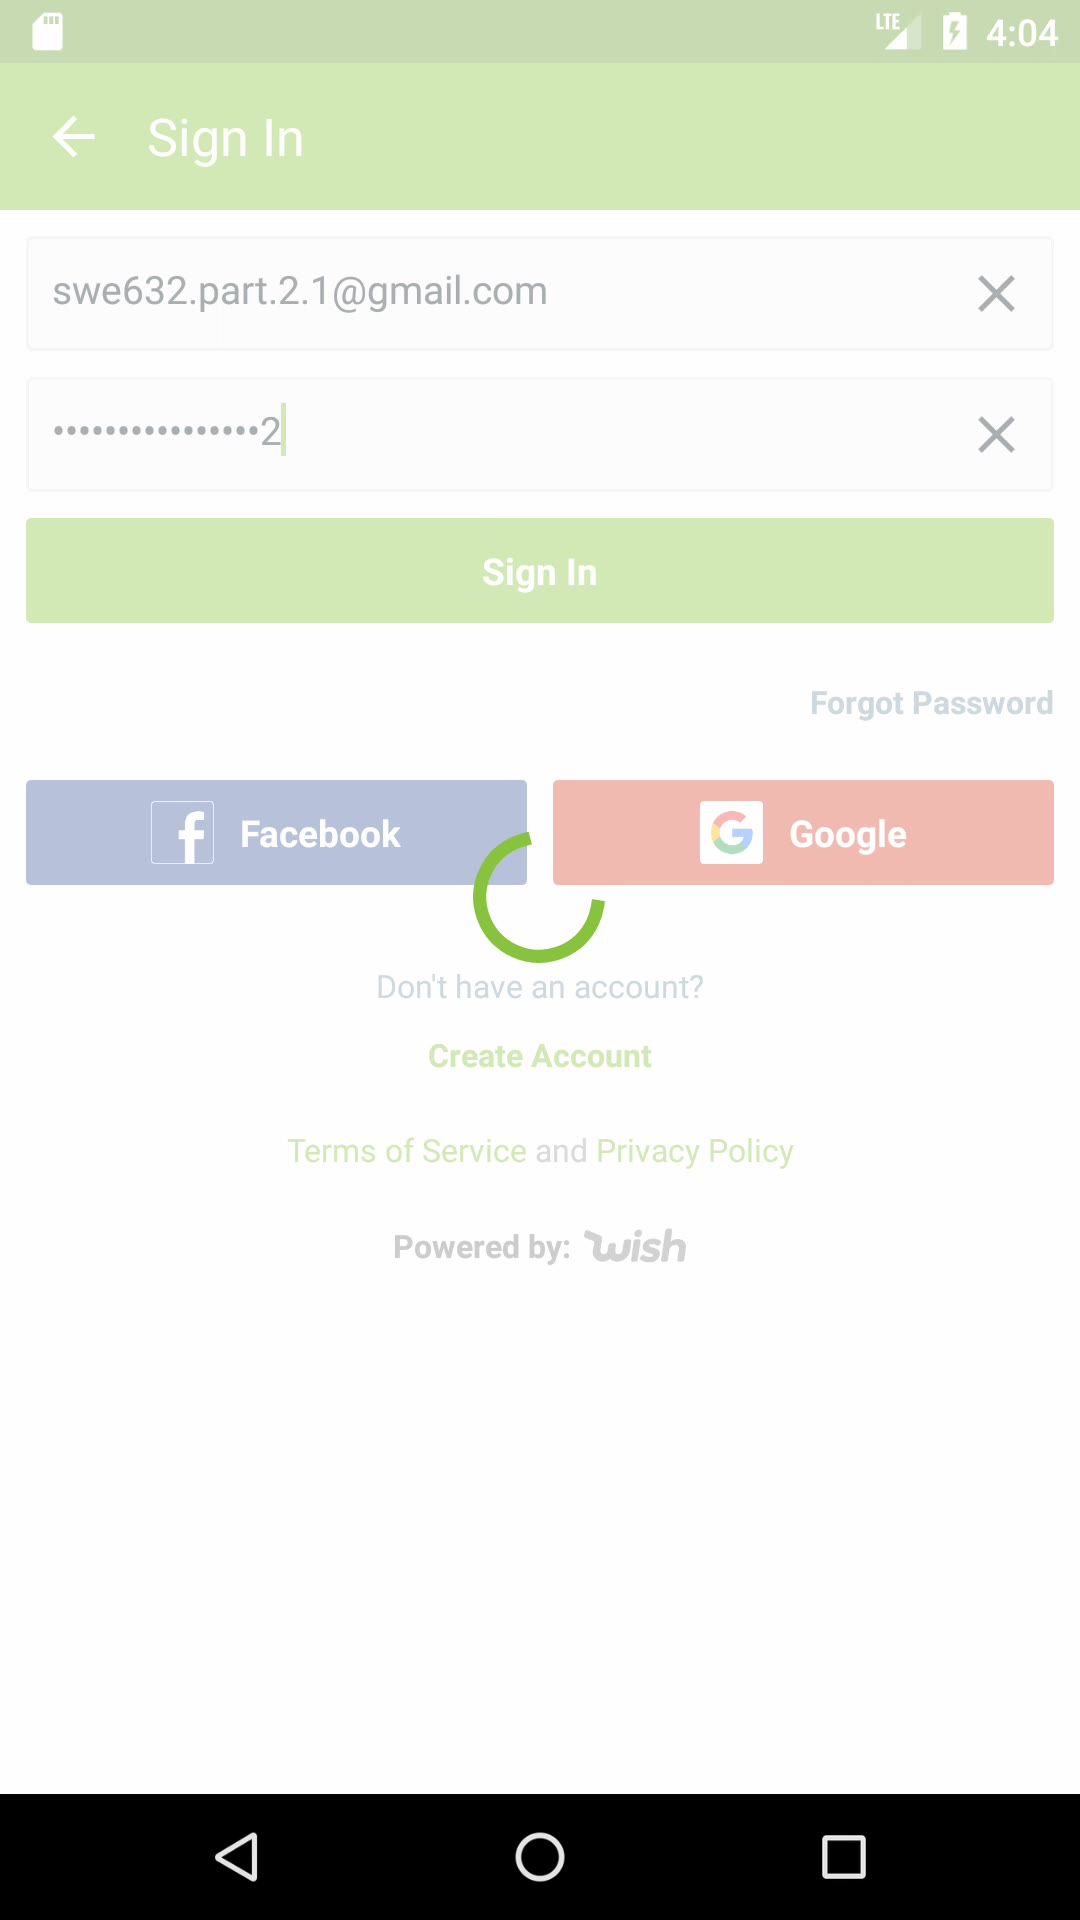 LTE 4:04
Sign In
swe632.part.2.1@gmail.com
••••••••••••••••2
Sign In
Forgot Password
Facebook
Google
Don't have an account?
Create Account
Terms of Service and Privacy Policy
Powered by: wish